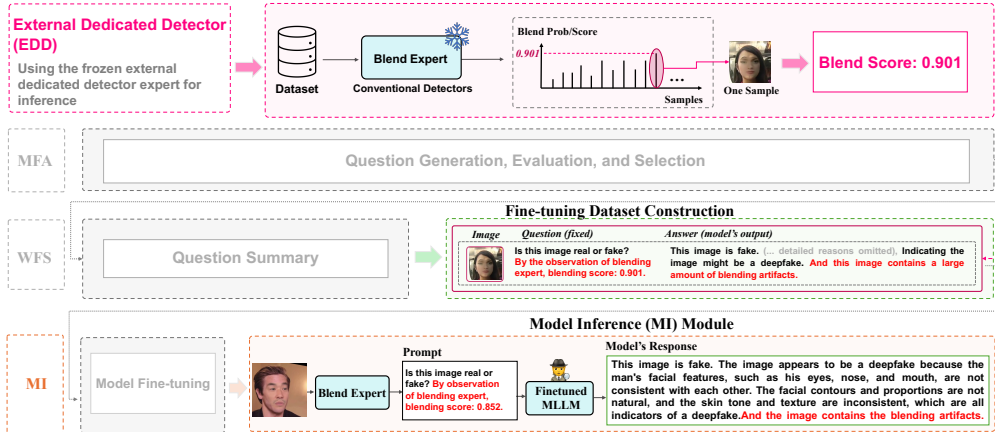 External Dedicated Detector
(EDD)
Using the frozen external
dedicated detector expert for
inference
Dataset
Blend Expert
Conventional Detectors
Blend Prob/Score
0.901
...
Samples
One Sample
Blend Score: 0.901
MFA
Question Generation, Evaluation, and Selection
WFS
Question Summary
Fine-tuning Dataset Construction
Image
Question (fixed)
Answer (model's output)
Is this image real or fake?
By the observation of blending
expert, blending score: 0.901.
This image is fake. (... detailed reasons omitted), Indicating the
image might be a deepfake. And this image contains a large
amount of blending artifacts.
MI
Model Fine-tuning
Model Inference (MI) Module
Blend Expert
Prompt
Is this image real or
fake? By observation
of blending expert,
blending score: 0.852.
Finetuned
MLLM
Model's Response
This image is fake. The image appears to be a deepfake because the
man's facial features, such as his eyes, nose, and mouth, are not
consistent with each other. The facial contours and proportions are not
natural, and the skin tone and texture are inconsistent, which are all
indicators of a deepfake.And the image contains the blending artifacts.